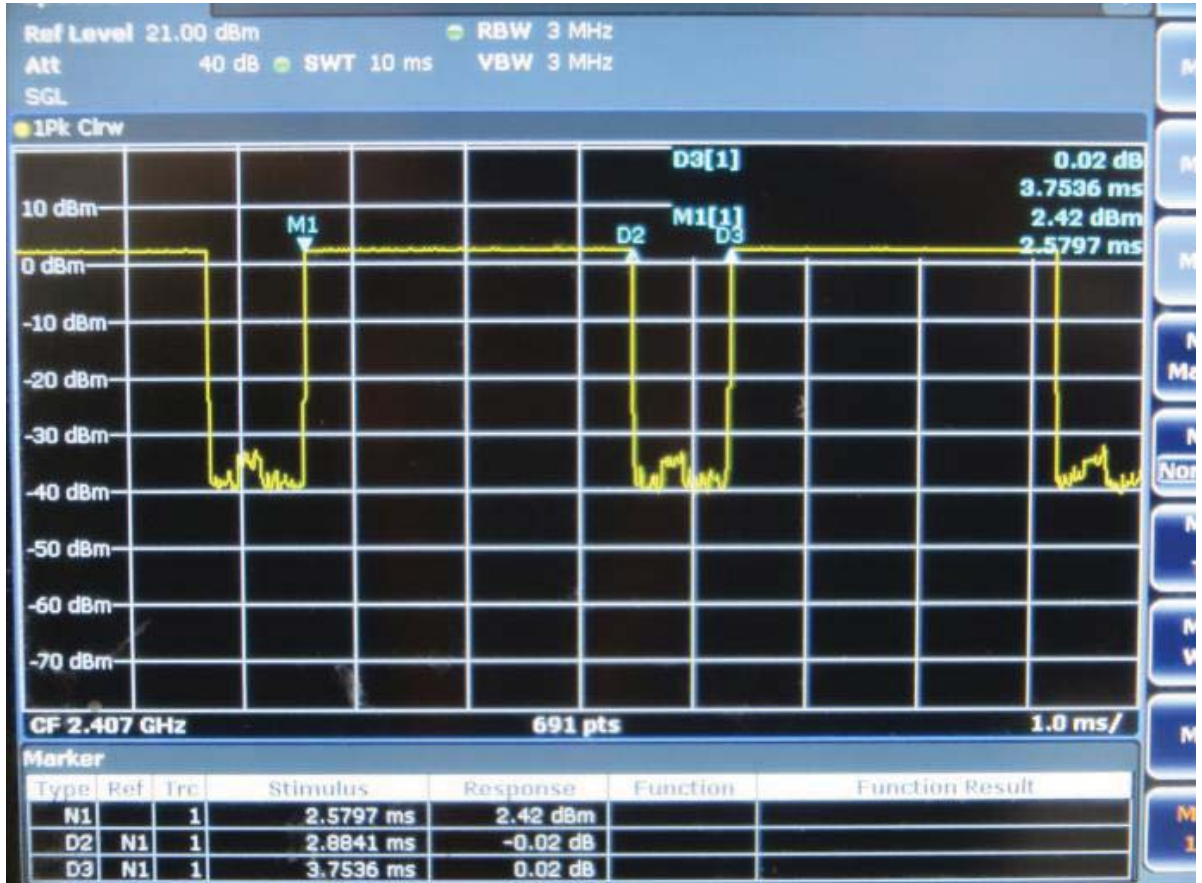 Ref Level 21.00 dBm RBW 3 MHz
Att 40 dB SWT 10 ms VBW 3 MHz
SGL
1Pk Clrw
D3[1] 0.02 dB
3.7536 ms
10 dBm
M1[1] 2.42 dBm
2.5797 ms
M1
D2
D3
0 dBm
-10 dBm
-20 dBm
-30 dBm
-40 dBm
-50 dBm
-60 dBm
-70 dBm
CF 2.407 GHz 691 pts 1.0 ms/
Marker
Type Ref Trc Stimulus Response Function Function Result
N1 1 2.5797 ms 2.42 dBm
D2 N1 1 2.8841 ms -0.02 dB
D3 N1 1 3.7536 ms 0.02 dB